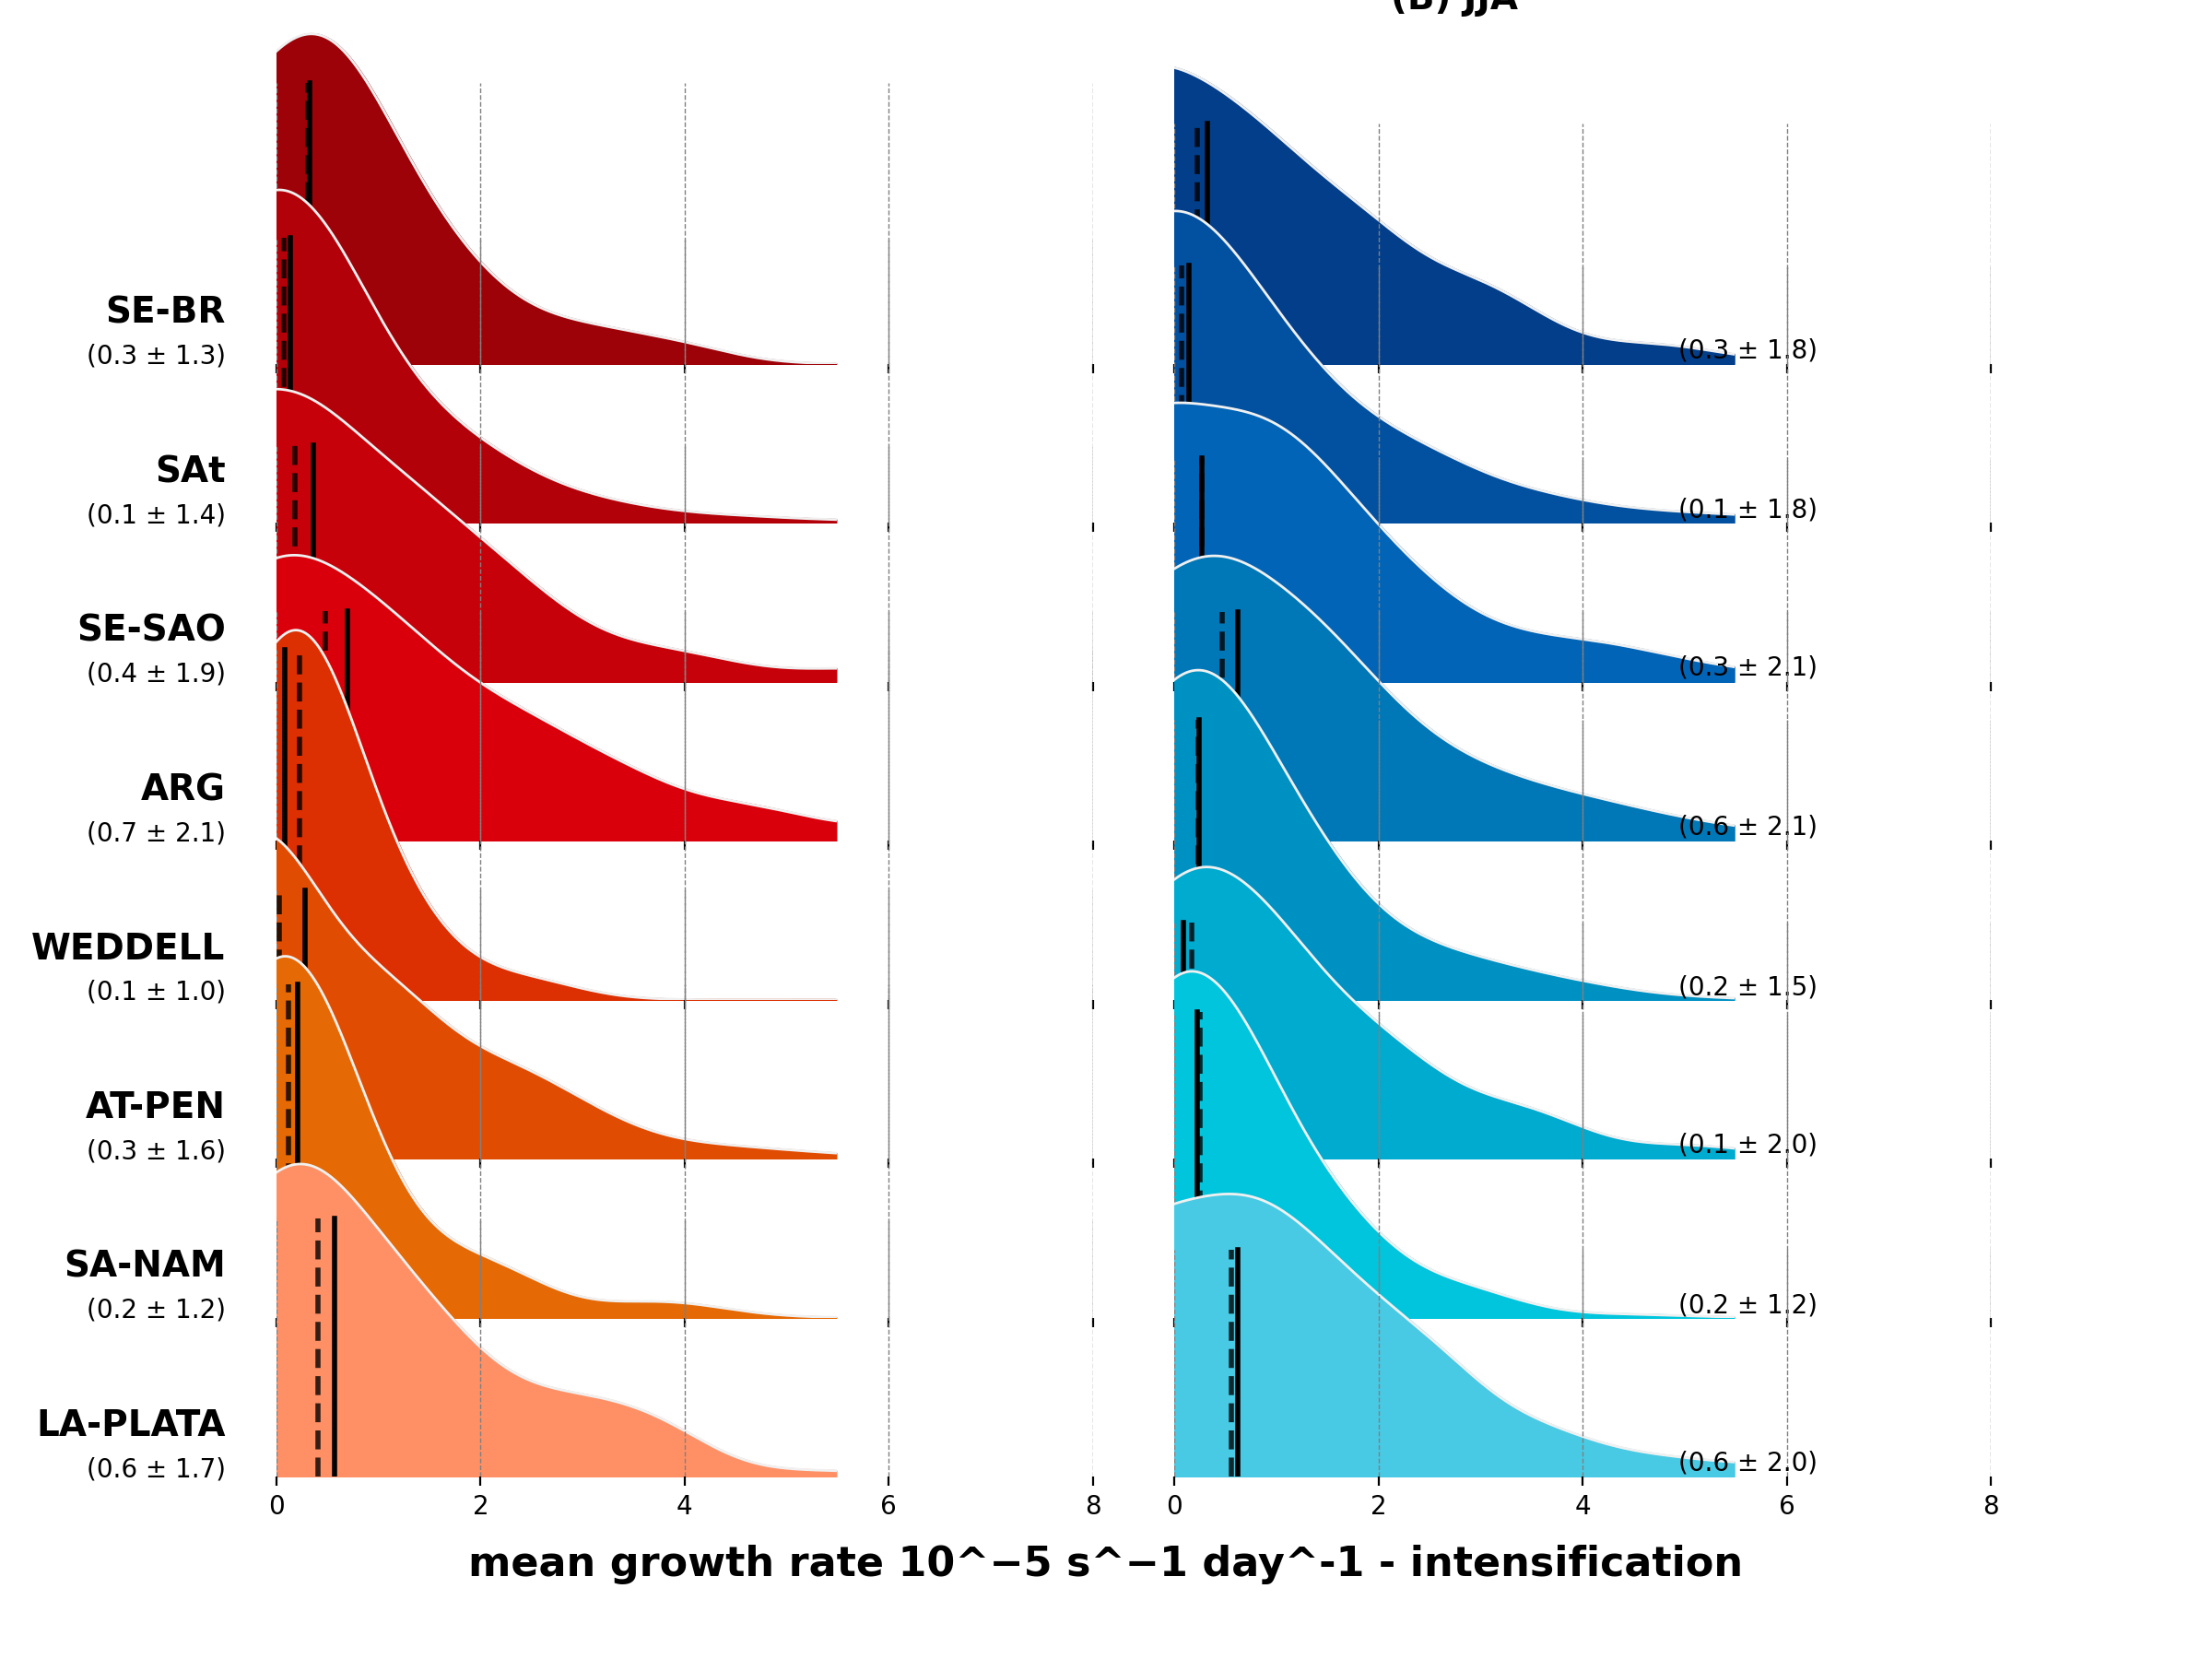 (B) JJA
SE-BR
(0.3 ± 1.3)
(0.3 ± 1.8)
SAt
(0.1 ± 1.4)
(0.1 ± 1.8)
SE-SAO
(0.4 ± 1.9)
(0.3 ± 2.1)
ARG
(0.7 ± 2.1)
(0.6 ± 2.1)
WEDDELL
(0.1 ± 1.0)
(0.2 ± 1.5)
AT-PEN
(0.3 ± 1.6)
(0.1 ± 2.0)
SA-NAM
(0.2 ± 1.2)
(0.2 ± 1.2)
LA-PLATA
(0.6 ± 1.7)
(0.6 ± 2.0)
0 2 4 6 8 0 2 4 6 8
mean growth rate 10^−5 s^−1 day^-1 - intensification